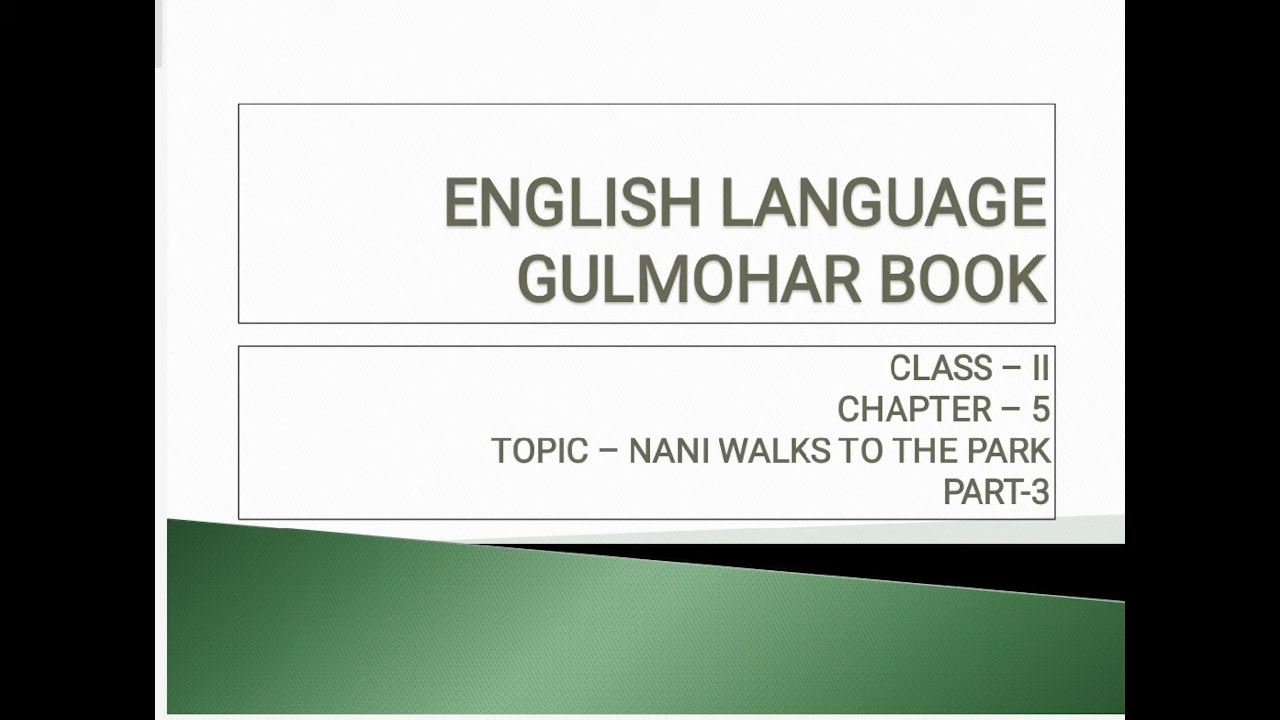 ENGLISH LANGUAGE
GULMOHAR BOOK
CLASS – II
CHAPTER – 5
TOPIC – NANI WALKS TO THE PARK
PART-3